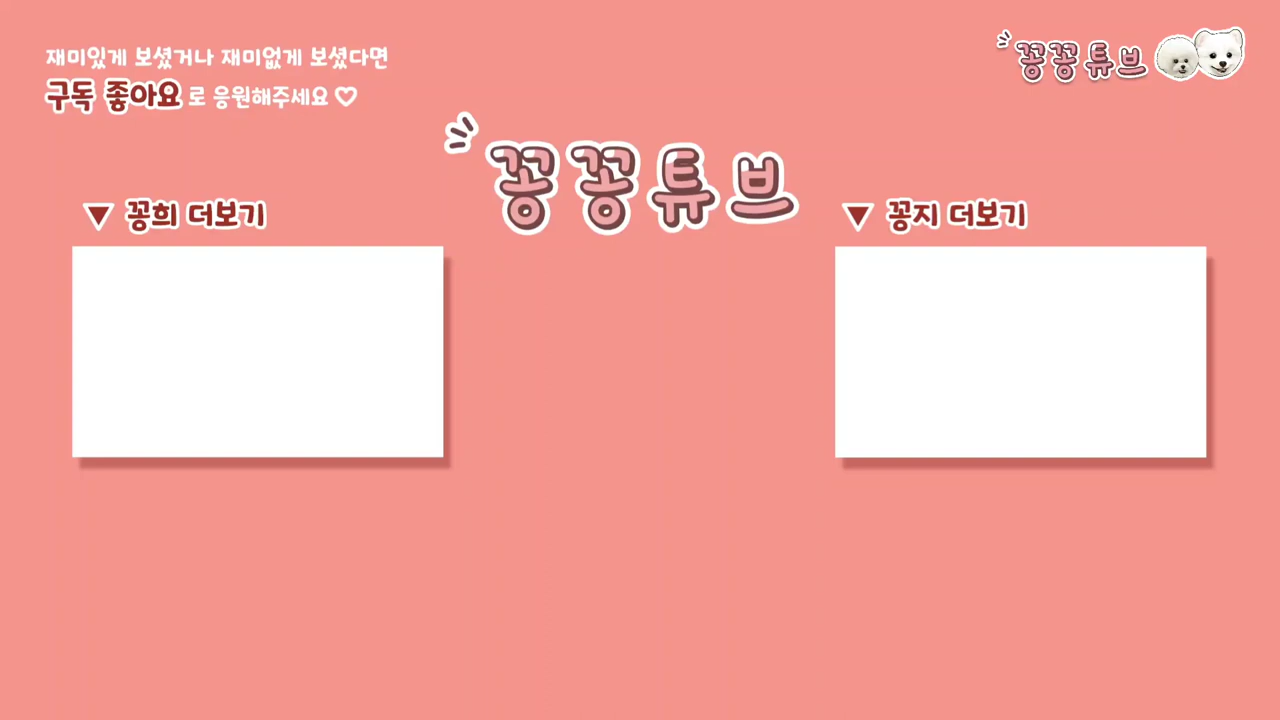 재미있게 보셨거나 재미없게 보셨다면
구독 좋아요로 응원해주세요♡
꽁꽁튜브
꽁꽁튜브
▼ 꽁희 더보기
▼ 꽁지 더보기